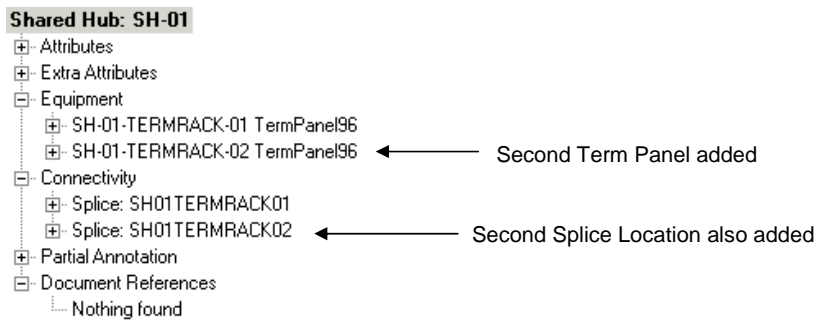 Shared Hub: SH-01
Attributes
Extra Attributes
Equipment
SH-01-TERMRACK-01 TermPanel96
SH-01-TERMRACK-02 TermPanel96 Second Term Panel added
Connectivity
Splice: SH01TERMRACK01
Splice: SH01TERMRACK02 Second Splice Location also added
Partial Annotation
Document References
Nothing found